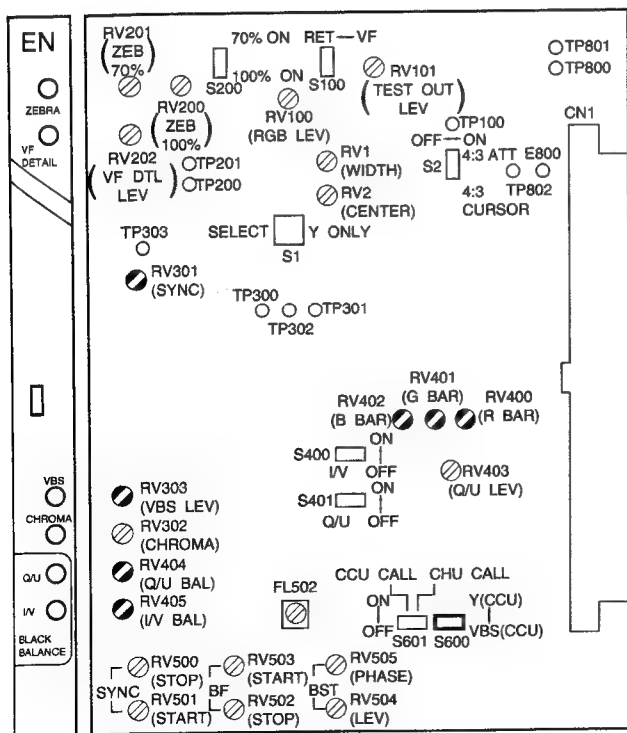 EN
ZEBRA
VF
DETAIL
VBS
CHROMA
Q/U
I/V
BLACK
BALANCE
RV201
(ZEB
70%)
70% ON
RET—VF
S200
100% ON
S100
RV200
(ZEB
100%)
RV100
(RGB LEV)
RV101
(TEST OUT
LEV)
TP801
TP800
CN1
TP100
OFF—ON
S2
4:3 ATT
E800
TP802
4:3
CURSOR
RV202
(VF DTL
LEV)
TP201
TP200
RV1
(WIDTH)
RV2
(CENTER)
SELECT
Y ONLY
S1
TP303
RV301
(SYNC)
TP300
TP302
TP301
RV401
(G BAR)
RV402
(B BAR)
RV400
(R BAR)
ON
S400
I/V
OFF
RV403
(Q/U LEV)
ON
S401
Q/U
OFF
RV303
(VBS LEV)
RV302
(CHROMA)
RV404
(Q/U BAL)
RV405
(I/V BAL)
FL502
CCU CALL
CHU CALL
ON
OFF
S601
S600
Y(CCU)
VBS(CCU)
SYNC
RV500
(STOP)
RV501
(START)
BF
RV503
(START)
RV502
(STOP)
BST
RV505
(PHASE)
RV504
(LEV)